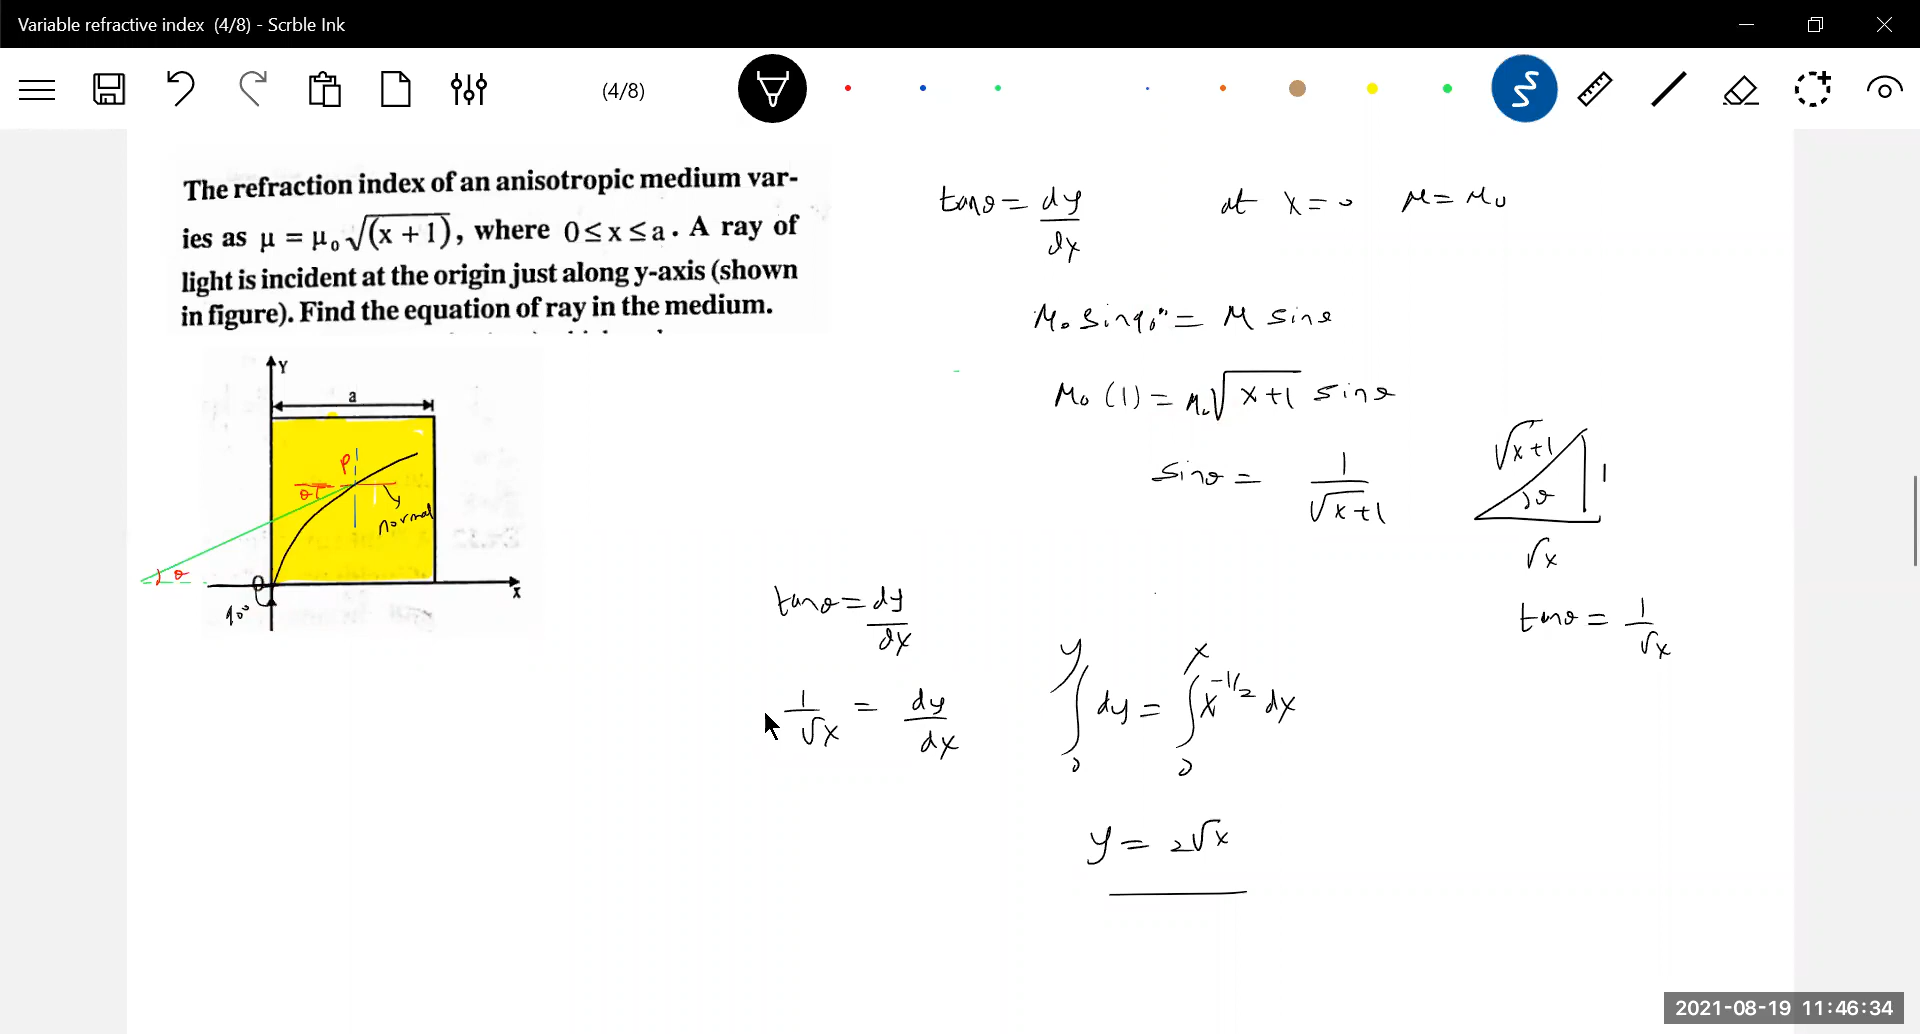 Variable refractive index (4/8) - Scrble Ink
(4/8)
The refraction index of an anisotropic medium var-
ies as μ = μ₀√(x + 1), where 0 ≤ x ≤ a. A ray of
light is incident at the origin just along y-axis (shown
in figure). Find the equation of ray in the medium.
Y
a
P
θ
normal
θ
O
90°
x
tanθ = dy/dx
at x = 0 μ = μ₀
μ₀ sin90° = μ sinθ
μ₀ (1) = μ₀√x+1 sinθ
sinθ = 1/√x+1
√x+1
1
θ
√x
tanθ = 1/√x
tanθ = dy/dx
1/√x = dy/dx
∫₀ʸ dy = ∫₀ˣ x^-1/2 dx
y = 2√x
2021-08-19 11:46:34